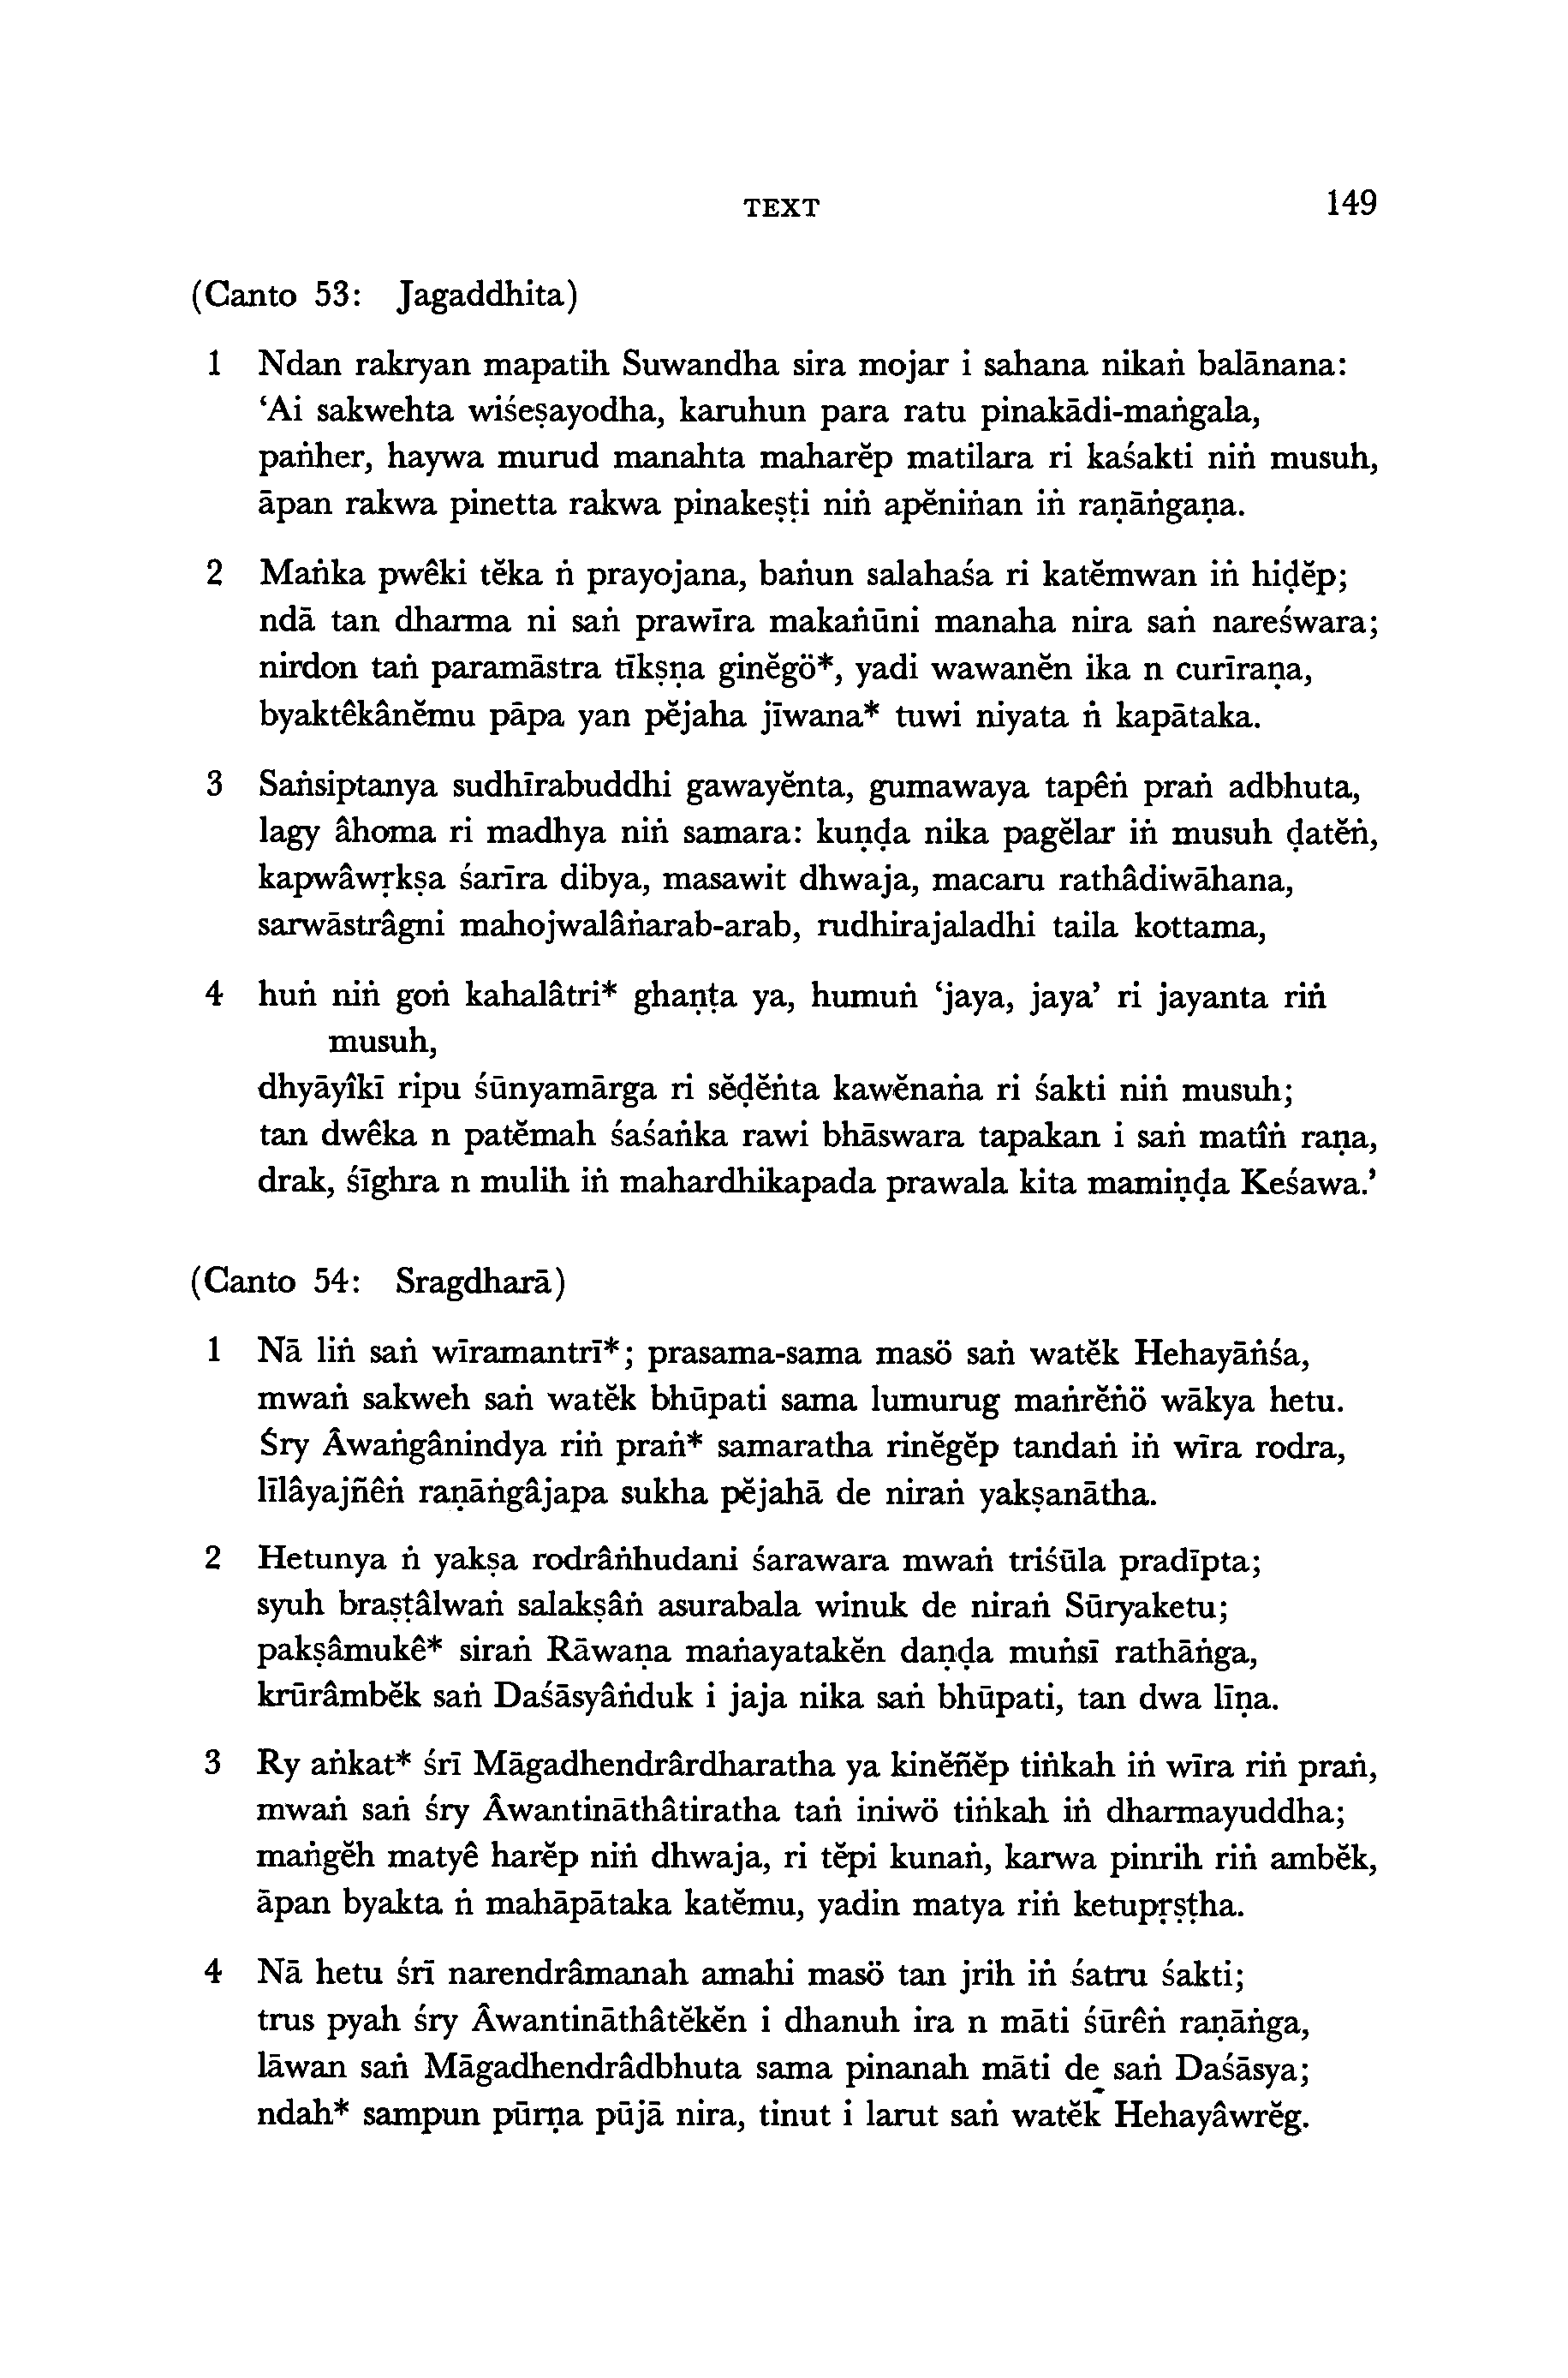 TEXT
149
(Canto 53: Jagaddhita)
1 Ndan rakryan mapatih Suwandha sira mojar i sahana nikaṅ balānana:
‘Ai sakwehta wiśeṣayodha, karuhun para ratu pinakādi-maṅgala,
paṅher, haywa murud manahta maharĕp matilara ri kaśakti niṅ musuh,
āpan rakwa pinetta rakwa pinakeṣṭi niṅ apĕniṅan iṅ raṇāṅgaṇa.
2 Maṅka pwêki tĕka ṅ prayojana, baṅun salahaśa ri katĕmwan iṅ hiḍĕp;
ndā tan dharma ni saṅ prawīra makaṅūni manaha nira saṅ nareśwara;
nirdon taṅ paramāstra tīkṣṇa ginĕgö*, yadi wawanĕn ika n curīraṇa,
byaktêkânĕmu pāpa yan pĕjaha jīwana* tuwi niyata ṅ kapātaka.
3 Saṅsiptanya sudhīrabuddhi gawayĕnta, gumawaya tapêṅ praṅ adbhuta,
lagy âhoma ri madhya niṅ samara: kuṇḍa nika pagĕlar iṅ musuh ḍatĕṅ,
kapwâwṛkṣa śarīra dibya, masawit dhwaja, macaru rathâdiwāhana,
sarwāstrâgni mahojwalâṅarab-arab, rudhirajaladhi taila kottama,
4 huṅ niṅ goṅ kahalâtri* ghaṇṭa ya, humuṅ ‘jaya, jaya’ ri jayanta riṅ
musuh,
dhyāyîkī ripu śūnyamārga ri sĕḍĕṅta kawĕnaṅa ri śakti niṅ musuh;
tan dwêka n patĕmah śaśaṅka rawi bhāswara tapakan i saṅ matîṅ raṇa,
drak, śīghra n mulih iṅ mahardhikapada prawala kita mamiṇḍa Keśawa.’
(Canto 54: Sragdharā)
1 Nā liṅ saṅ wīramantrī*; prasama-sama masö saṅ watĕk Hehayāṅśa,
mwaṅ sakweh saṅ watĕk bhūpati sama lumurug maṅrĕṅö wākya hetu.
Śry Âwaṅgânindya riṅ praṅ* samaratha rinĕgĕp tandaṅ iṅ wīra rodra,
līlâyajñêṅ raṇāṅgâjapa sukha pĕjahā de niraṅ yakṣanātha.
2 Hetunya ṅ yakṣa rodrâṅhudani śarawara mwaṅ triśūla pradīpta;
syuh braṣṭâlwaṅ salakṣâṅ asurabala winuk de niraṅ Sūryaketu;
pakṣâmukê* siraṅ Rāwaṇa maṅayatakĕn daṇḍa muṅsī rathāṅga,
krūrâmbĕk saṅ Daśāsyâṅduk i jaja nika saṅ bhūpati, tan dwa līṇa.
3 Ry aṅkat* śrī Māgadhendrârdharatha ya kinĕñĕp tiṅkah iṅ wīra riṅ praṅ,
mwaṅ saṅ śry Âwantināthâtiratha taṅ iniwö tiṅkah iṅ dharmayuddha;
maṅgĕh matyê harĕp niṅ dhwaja, ri tĕpi kunaṅ, karwa pinrih riṅ ambĕk,
āpan byakta ṅ mahāpātaka katĕmu, yadin matya riṅ ketupṛṣṭha.
4 Nā hetu śrī narendrâmanah amahi masö tan jrih iṅ śatru śakti;
trus pyah śry Âwantināthâtĕkĕn i dhanuh ira n māti śūrêṅ raṇāṅga,
lāwan saṅ Māgadhendrâdbhuta sama pinanah māti de saṅ Daśāsya;
ndah* sampun pūrṇa pūjā nira, tinut i larut saṅ watĕk Hehayâwrĕg.